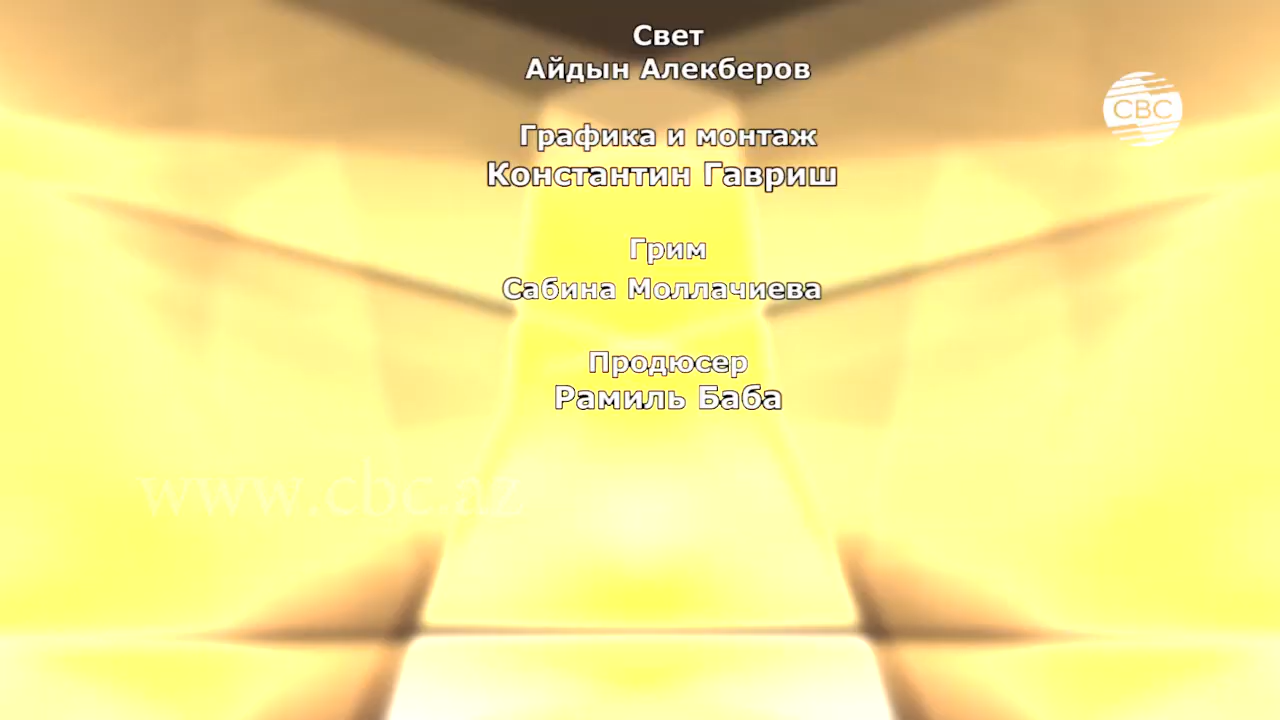 Свет
Айдын Алекберов
CBC
Графика и монтаж
Константин Гавриш
Грим
Сабина Моллачиева
Продюсер
Рамиль Баба
www.cbc.az